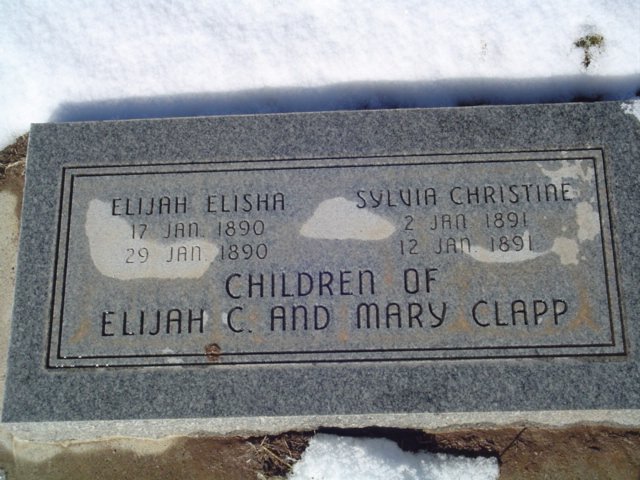 ELIJAH ELISHA
17 JAN. 1890
29 JAN. 1890
SYLVIA CHRISTINE
2 JAN 1891
12 JAN. 1891
CHILDREN OF
ELIJAH C. AND MARY CLAPP